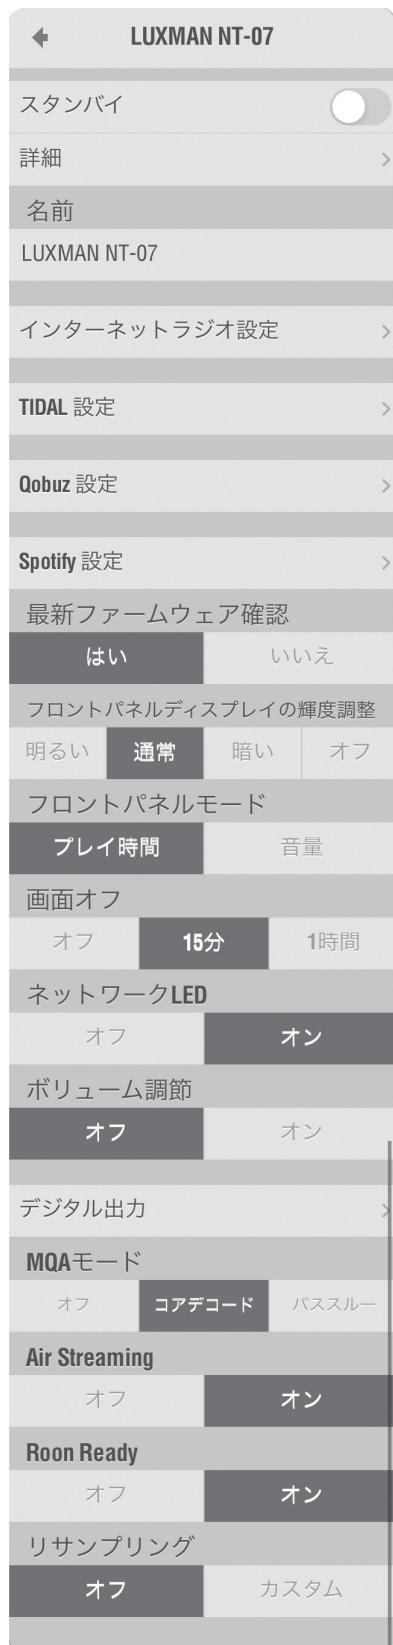 LUXMAN NT-07
スタンバイ
詳細
名前
LUXMAN NT-07
インターネットラジオ設定
TIDAL 設定
Qobuz 設定
Spotify 設定
最新ファームウェア確認
はい いいえ
フロントパネルディスプレイの輝度調整
明るい 通常 暗い オフ
フロントパネルモード
プレイ時間 音量
画面オフ
オフ 15分 1時間
ネットワークLED
オフ オン
ボリューム調節
オフ オン
デジタル出力
MQAモード
オフ コアデコード パススルー
Air Streaming
オフ オン
Roon Ready
オフ オン
リサンプリング
オフ カスタム